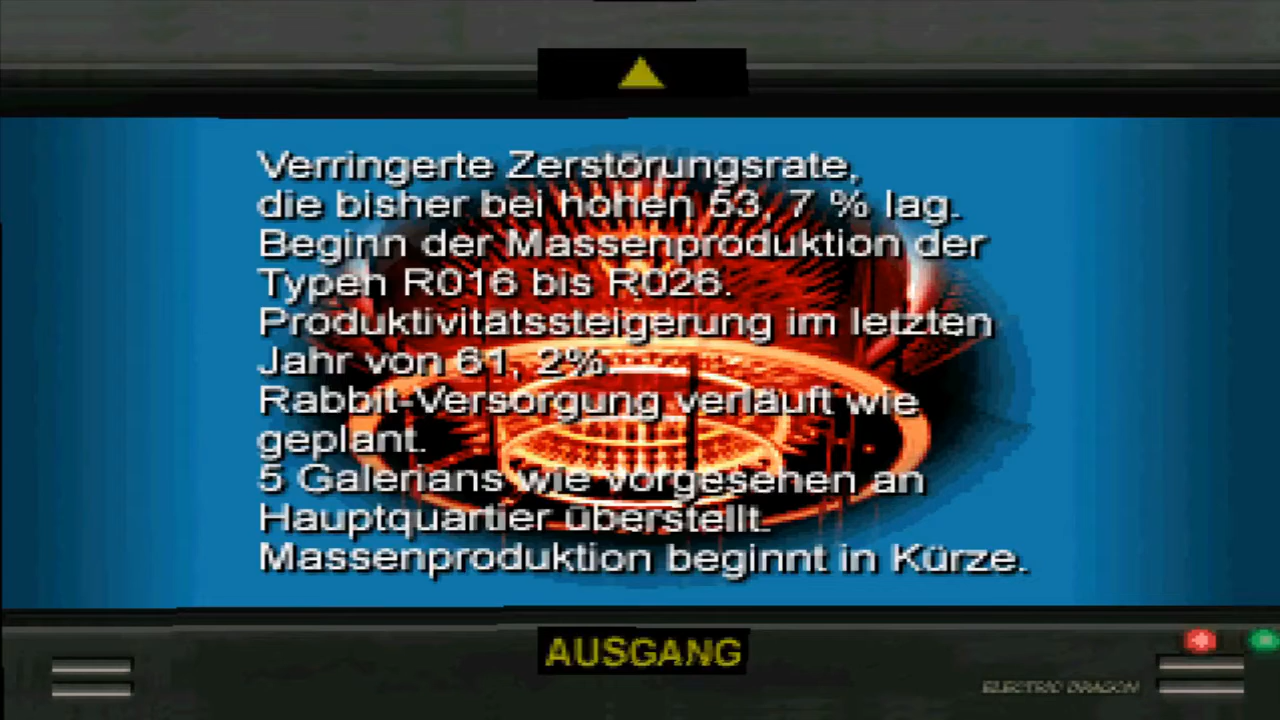 Verringerte Zerstörungsrate,
die bisher bei hohen 53, 7 % lag.
Beginn der Massenproduktion der
Typen R016 bis R026.
Produktivitätssteigerung im letzten
Jahr von 61, 2%.
Rabbit-Versorgung verläuft wie
geplant.
5 Galerians wie vorgesehen an
Hauptquartier überstellt.
Massenproduktion beginnt in Kürze.
AUSGANG
ELECTRIC DRAGON